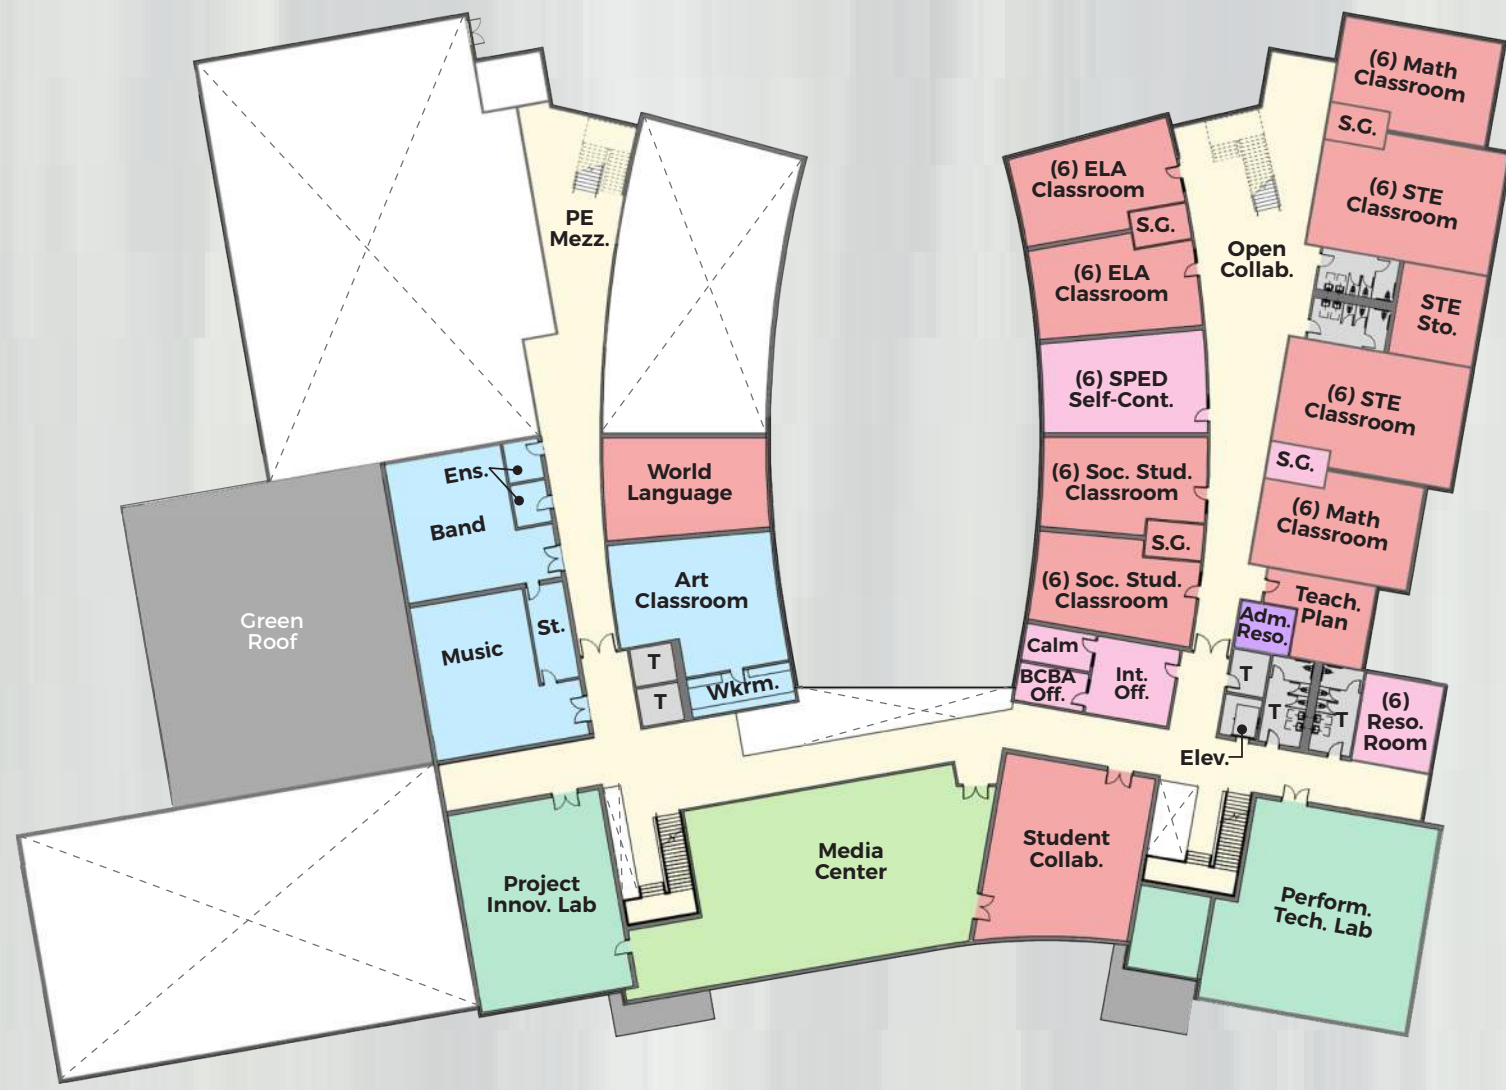 (6) Math
Classroom
S.G.
(6) STE
Classroom
(6) ELA
Classroom
S.G.
PE
Mezz.
Open
Collab.
(6) ELA
Classroom
STE
Sto.
(6) SPED
Self-Cont.
(6) STE
Classroom
Ens.
World
Language
(6) Soc. Stud.
Classroom
S.G.
Band
S.G.
(6) Math
Classroom
Art
Classroom
(6) Soc. Stud.
Classroom
Teach.
Plan
Green
Roof
St.
Adm.
Reso.
Music
T
Calm
T
Wkrm.
BCBA
Off.
Int.
Off.
T
T
T
(6)
Reso.
Room
Elev.
Project
Innov. Lab
Media
Center
Student
Collab.
Perform.
Tech. Lab